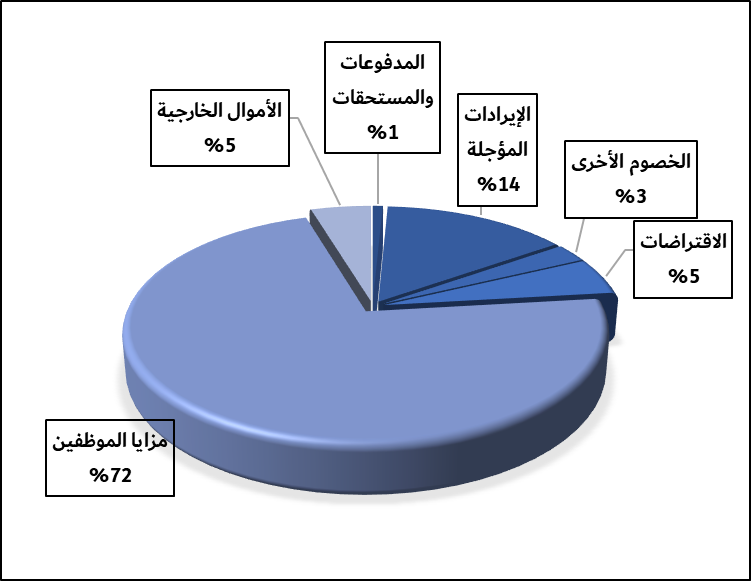 المدفوعات
والمستحقات
%1
الإيرادات
المؤجلة
%14
الخصوم الأخرى
%3
الاقتراضات
%5
مزايا الموظفين
%72
الأموال الخارجية
%5